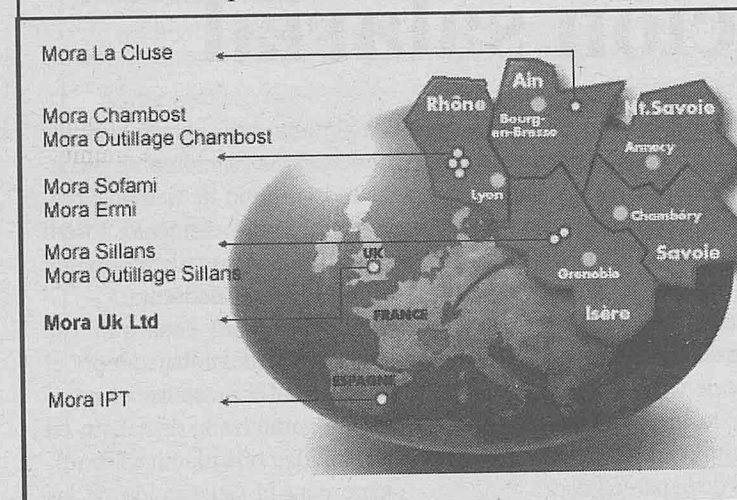 Mora La Cluse
Mora Chambost
Mora Outillage Chambost
Mora Sofami
Mora Ermi
Mora Sillans
Mora Outillage Sillans
Mora Uk Ltd
Mora IPT
Rhône
Ain
Bourg-
en-Bresse
Ht.Savoie
Annecy
Lyon
Chambéry
Savoie
Grenoble
Isère
UK
FRANCE
ESPAGNE